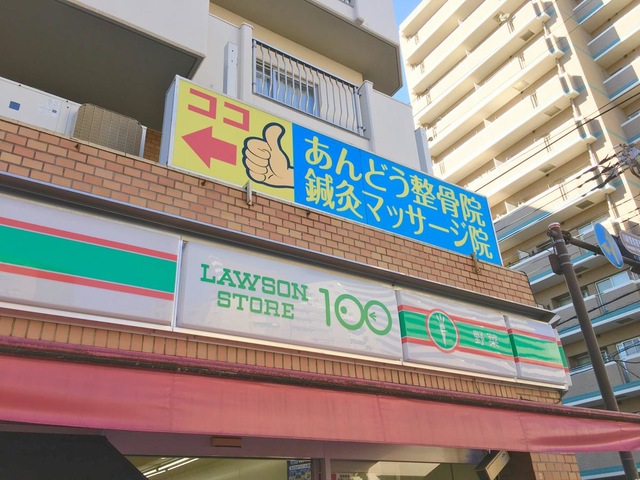 ココ
あんどう整骨院
鍼灸マッサージ院
LAWSON
STORE 100
野菜